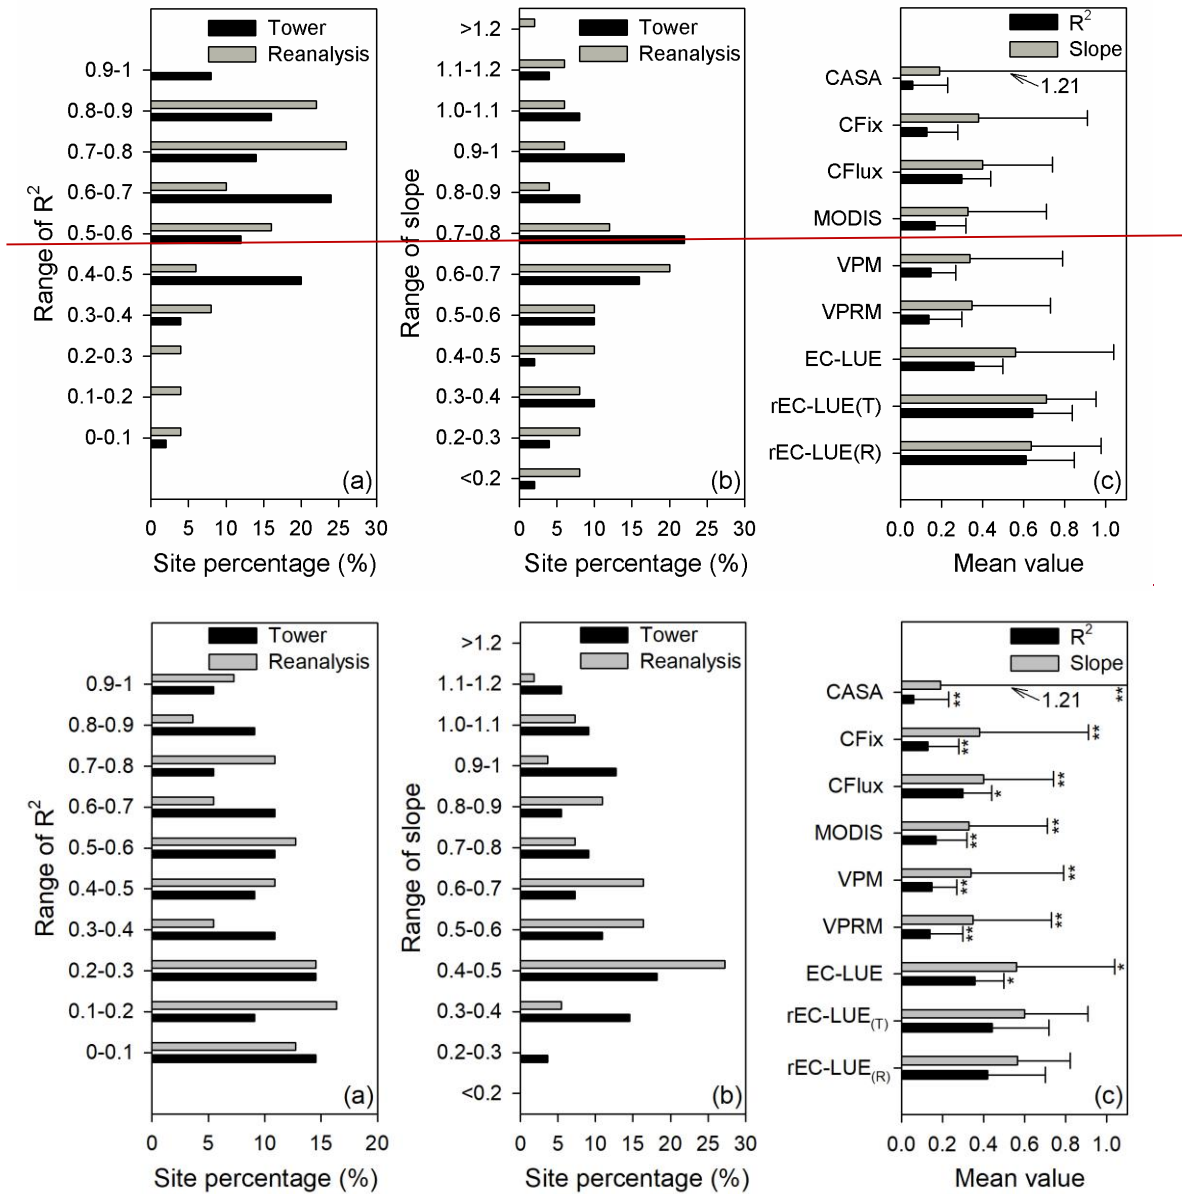 Tower
Reanalysis
0.9-1
0.8-0.9
0.7-0.8
0.6-0.7
0.5-0.6
0.4-0.5
0.3-0.4
0.2-0.3
0.1-0.2
0-0.1
Range of R²
(a)
0 5 10 15 20 25 30
Site percentage (%)
Tower
Reanalysis
>1.2
1.1-1.2
1.0-1.1
0.9-1
0.8-0.9
0.7-0.8
0.6-0.7
0.5-0.6
0.4-0.5
0.3-0.4
0.2-0.3
<0.2
Range of slope
(b)
0 5 10 15 20 25 30
Site percentage (%)
R²
Slope
CASA
1.21
CFix
CFlux
MODIS
VPM
VPRM
EC-LUE
rEC-LUE(T)
rEC-LUE(R)
(c)
0.0 0.2 0.4 0.6 0.8 1.0
Mean value
Tower
Reanalysis
0.9-1
0.8-0.9
0.7-0.8
0.6-0.7
0.5-0.6
0.4-0.5
0.3-0.4
0.2-0.3
0.1-0.2
0-0.1
Range of R²
(a)
0 5 10 15 20
Site percentage (%)
Tower
Reanalysis
>1.2
1.1-1.2
1.0-1.1
0.9-1
0.8-0.9
0.7-0.8
0.6-0.7
0.5-0.6
0.4-0.5
0.3-0.4
0.2-0.3
<0.2
Range of slope
(b)
0 5 10 15 20 25 30
Site percentage (%)
R²
Slope
CASA
** 1.21 **
CFix
** **
CFlux
** *
MODIS
** **
VPM
** **
VPRM
** **
EC-LUE
* *
rEC-LUE(T)
rEC-LUE(R)
(c)
0.0 0.2 0.4 0.6 0.8 1.0
Mean value